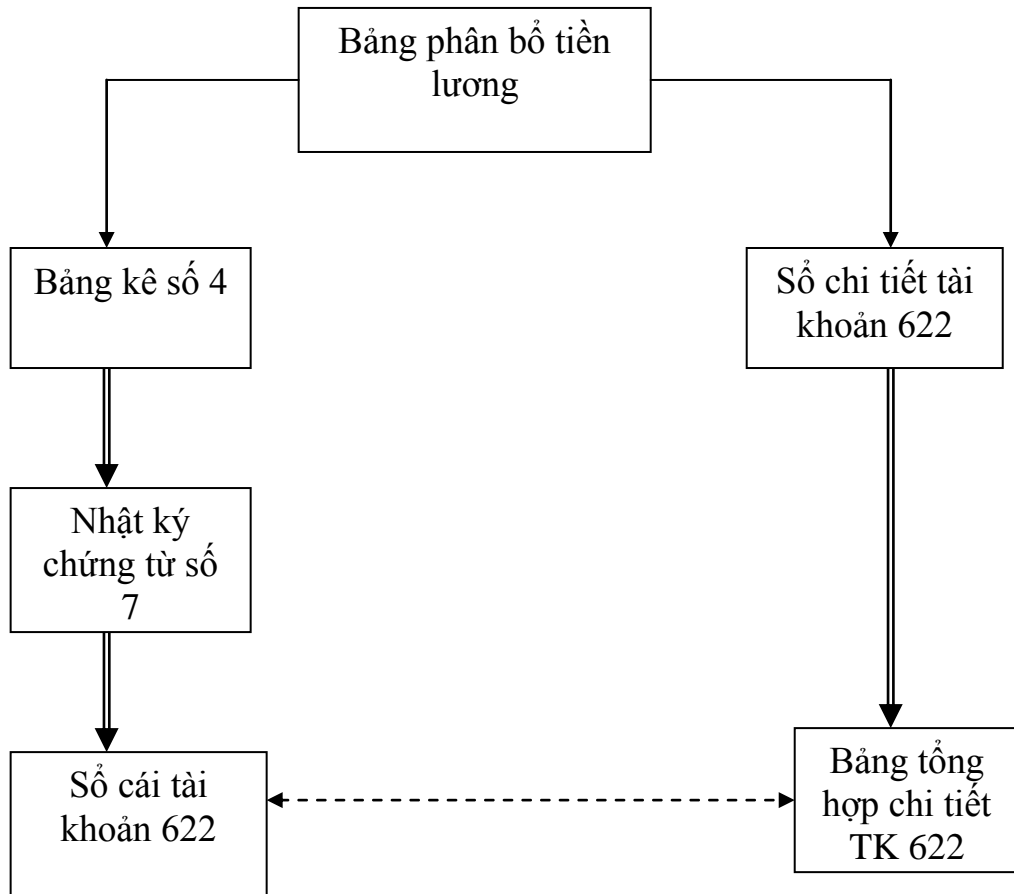 Bảng phân bổ tiền
lương
Bảng kê số 4
Sổ chi tiết tài
khoản 622
Nhật ký
chứng từ số
7
Sổ cái tài
khoản 622
Bảng tổng
hợp chi tiết
TK 622